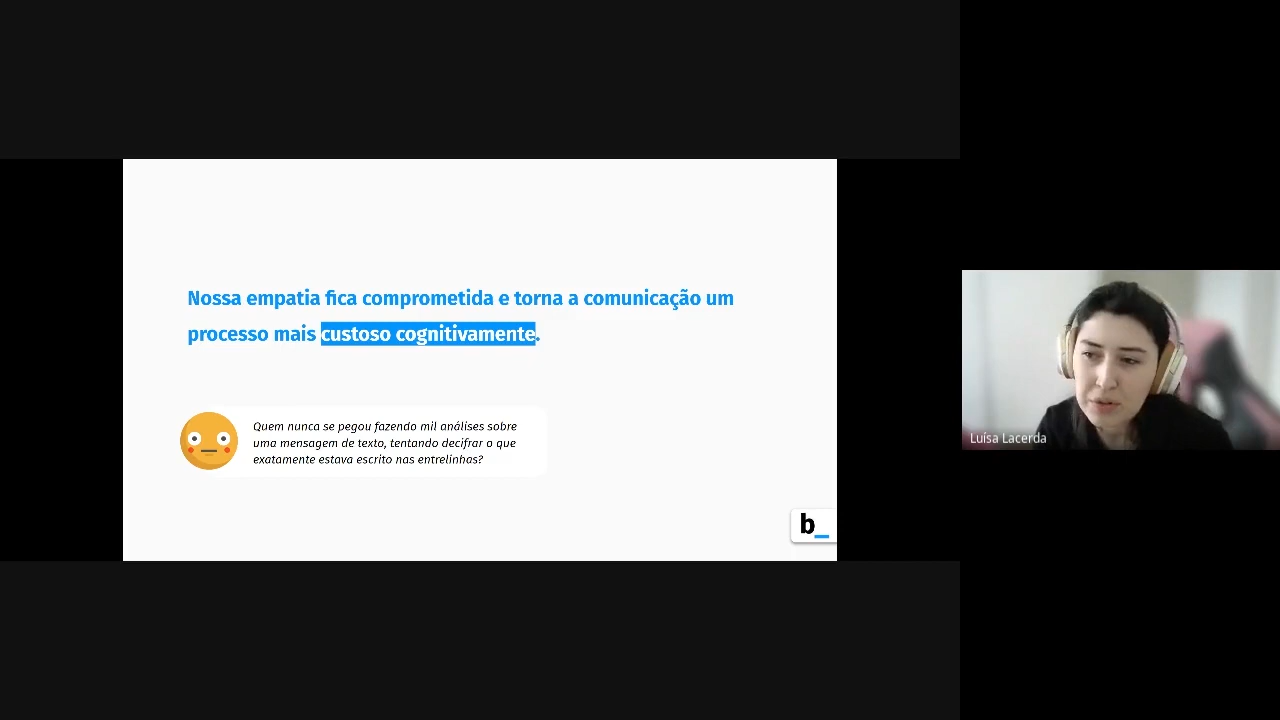 Nossa empatia fica comprometida e torna a comunicação um
processo mais custoso cognitivamente.
Quem nunca se pegou fazendo mil análises sobre
uma mensagem de texto, tentando decifrar o que
exatamente estava escrito nas entrelinhas?
b_
Luísa Lacerda